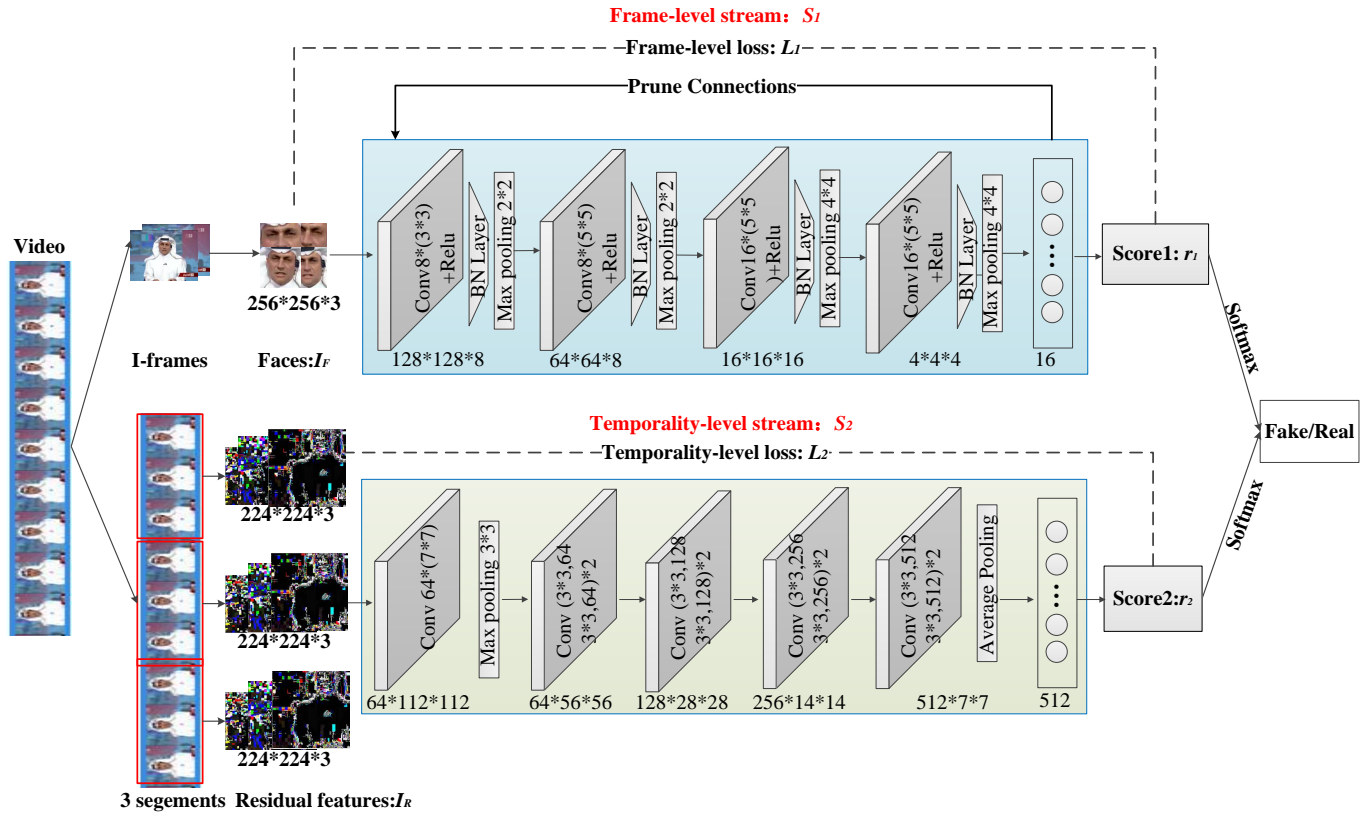 Frame-level stream：S1
Frame-level loss: L1
Prune Connections
Video
I-frames
256*256*3
Faces:IF
Conv8*(3*3)
+Relu
BN Layer
Max pooling 2*2
128*128*8
Conv8*(5*5)
+Relu
BN Layer
Max pooling 2*2
64*64*8
Conv16*(5*5
)+Relu
BN Layer
Max pooling 4*4
16*16*16
Conv16*(5*5)
+Relu
BN Layer
Max pooling 4*4
4*4*4
16
Score1: r1
Softmax
Fake/Real
Softmax
Temporality-level stream：S2
Temporality-level loss: L2
224*224*3
224*224*3
224*224*3
3 segements
Residual features:IR
Conv 64*(7*7)
64*112*112
Max pooling 3*3
Conv (3*3,64
3*3,64)*2
64*56*56
Conv (3*3,128
3*3,128)*2
128*28*28
Conv (3*3,256
3*3,256)*2
256*14*14
Conv (3*3,512
3*3,512)*2
512*7*7
Average Pooling
512
Score2:r2